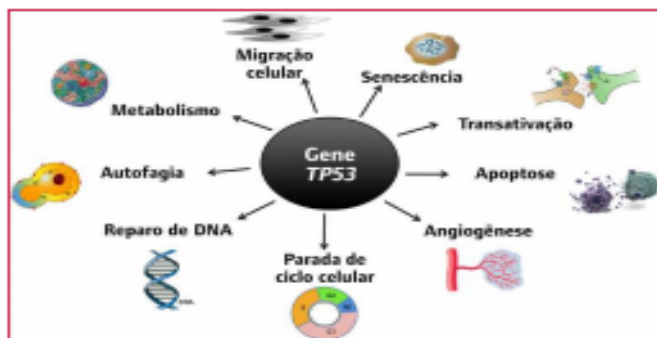 Migração
celular
Senescência
Metabolismo
Transativação
Gene
TP53
Autofagia
Apoptose
Reparo de DNA
Angiogênese
Parada de
ciclo celular